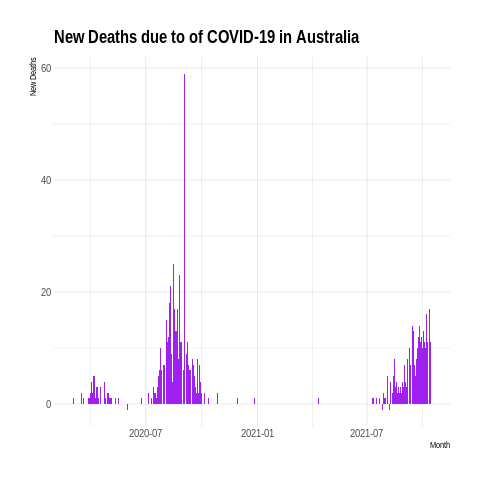 New Deaths due to of COVID-19 in Australia
New Deaths
60
40
20
0
2020-07
2021-01
2021-07
Month